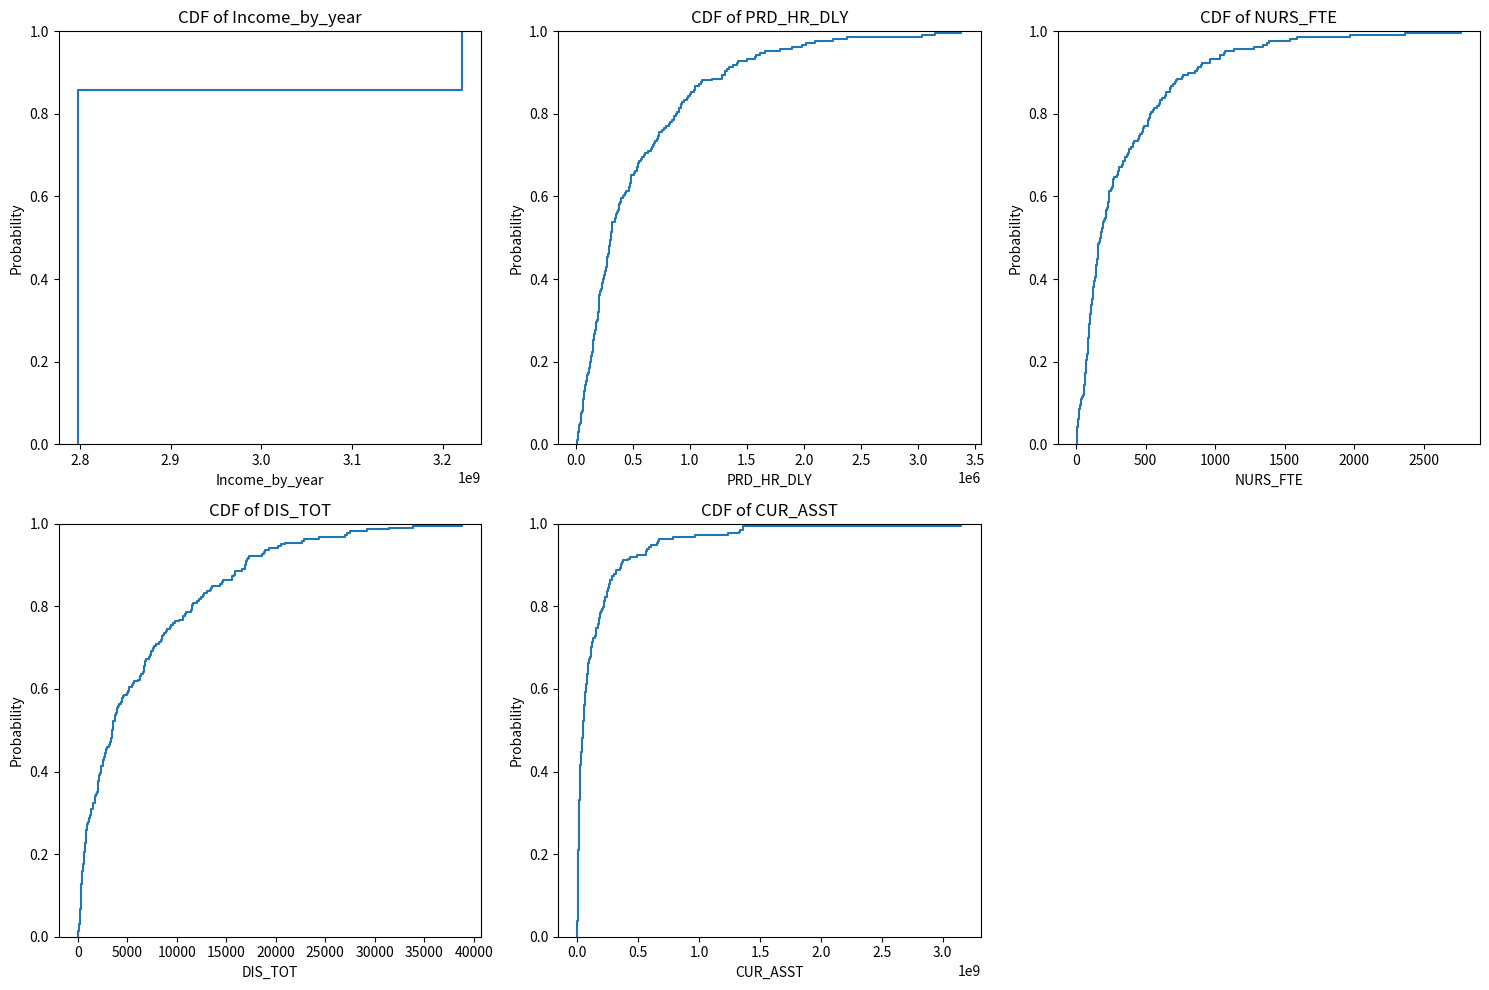 CDF of Income_by_year
1.0
0.8
0.6
0.4
0.2
0.0
Probability
2.8 2.9 3.0 3.1 3.2
1e9
Income_by_year
CDF of PRD_HR_DLY
1.0
0.8
0.6
0.4
0.2
0.0
Probability
0.0 0.5 1.0 1.5 2.0 2.5 3.0 3.5
1e6
PRD_HR_DLY
CDF of NURS_FTE
1.0
0.8
0.6
0.4
0.2
0.0
Probability
0 500 1000 1500 2000 2500
NURS_FTE
CDF of DIS_TOT
1.0
0.8
0.6
0.4
0.2
0.0
Probability
0 5000 10000 15000 20000 25000 30000 35000 40000
DIS_TOT
CDF of CUR_ASST
1.0
0.8
0.6
0.4
0.2
0.0
Probability
0.0 0.5 1.0 1.5 2.0 2.5 3.0
1e9
CUR_ASST